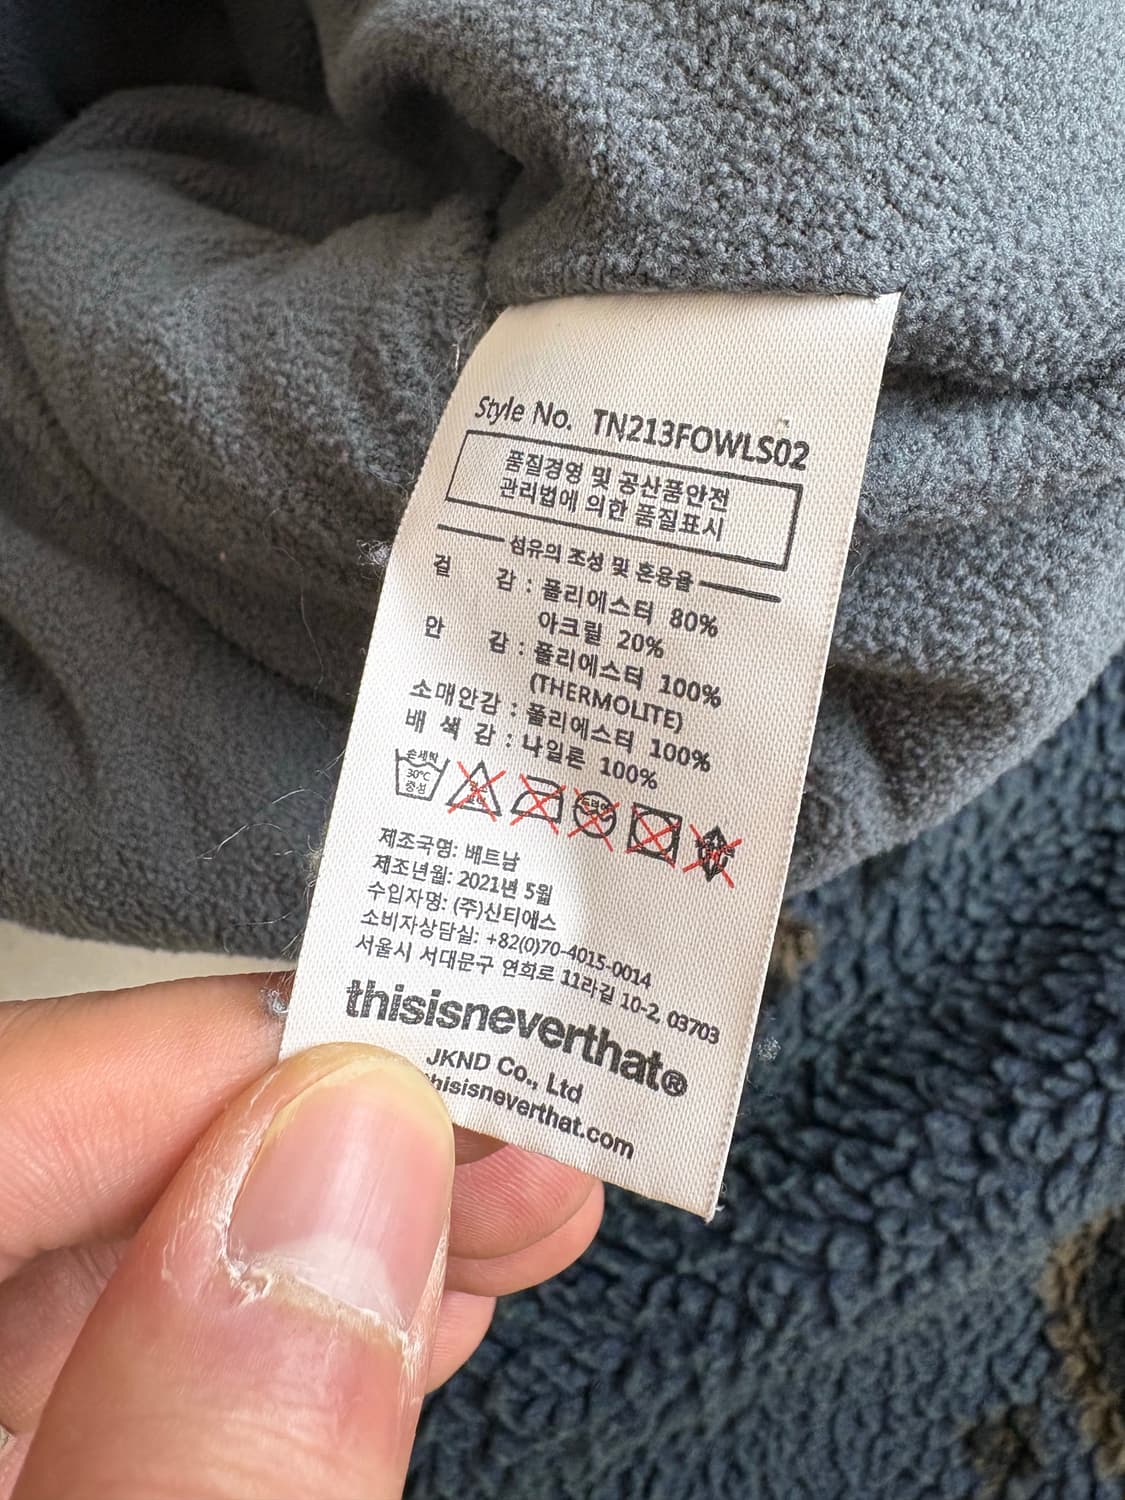 Style No. TN213FOWLS02
품질경영 및 공산품안전
관리법에 의한 품질표시
섬유의 조성 및 혼용율
겉 감 : 폴리에스터 80%
아크릴 20%
안 감 : 폴리에스터 100%
(THERMOLITE)
소매안감 : 폴리에스터 100%
배 색 감 : 나일론 100%
손세탁
30°C
중성
드라이
제조국명: 베트남
제조년월: 2021년 5월
수입자명: (주)신티에스
소비자상담실: +82(0)70-4015-0014
서울시 서대문구 연희로 11라길 10-2, 03703
thisisneverthat®
JKND Co., Ltd
thisisneverthat.com